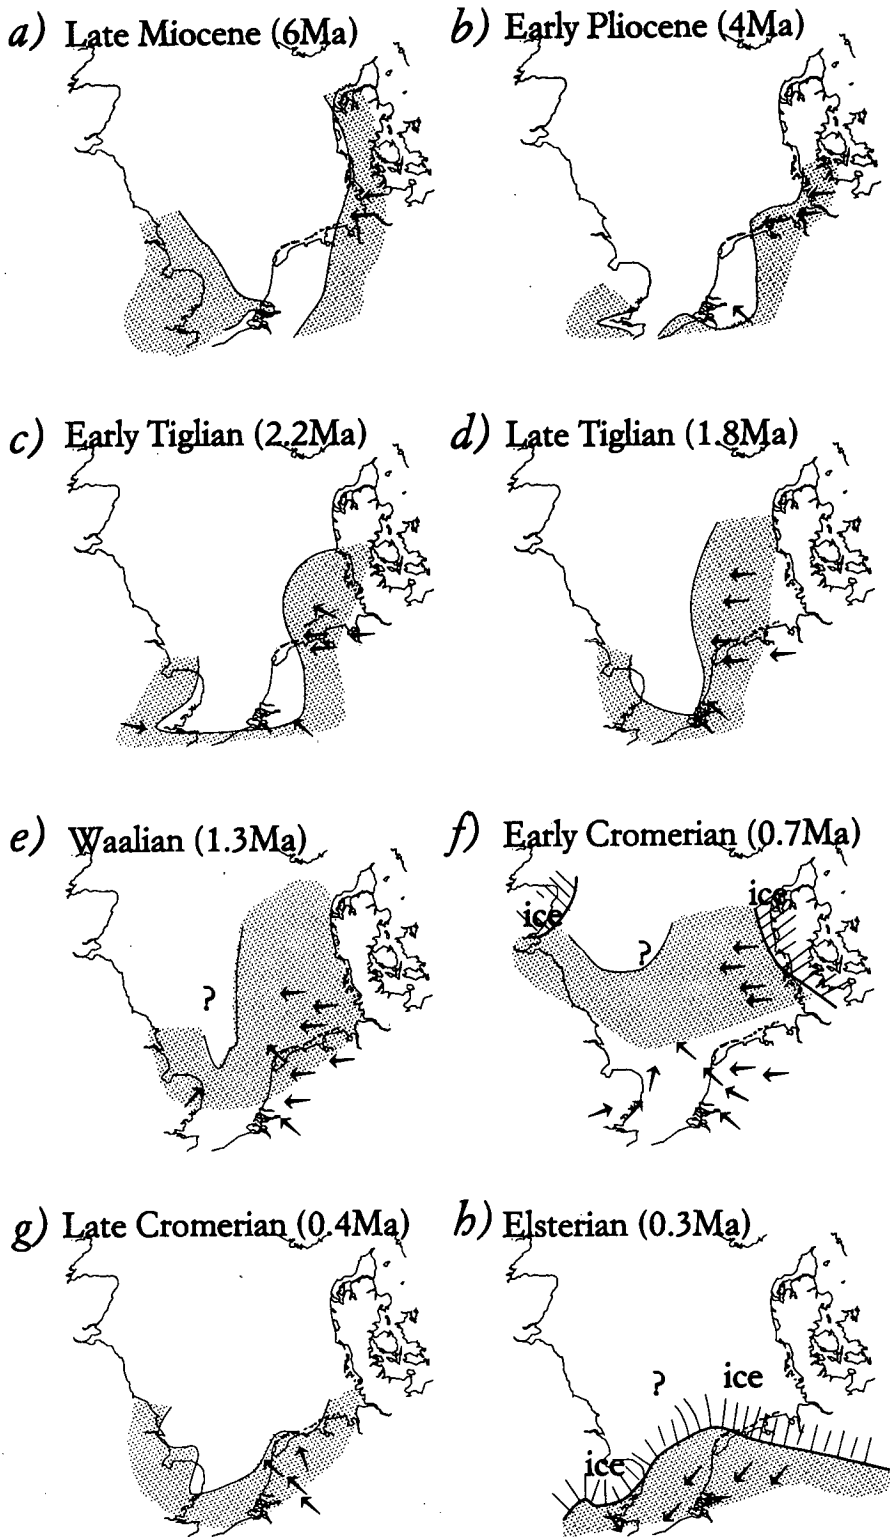 a) Late Miocene (6Ma)
b) Early Pliocene (4Ma)
c) Early Tiglian (2.2Ma)
d) Late Tiglian (1.8Ma)
e) Waalian (1.3Ma)
?
f) Early Cromerian (0.7Ma)
ice
ice
?
g) Late Cromerian (0.4Ma)
h) Elsterian (0.3Ma)
? ice
ice